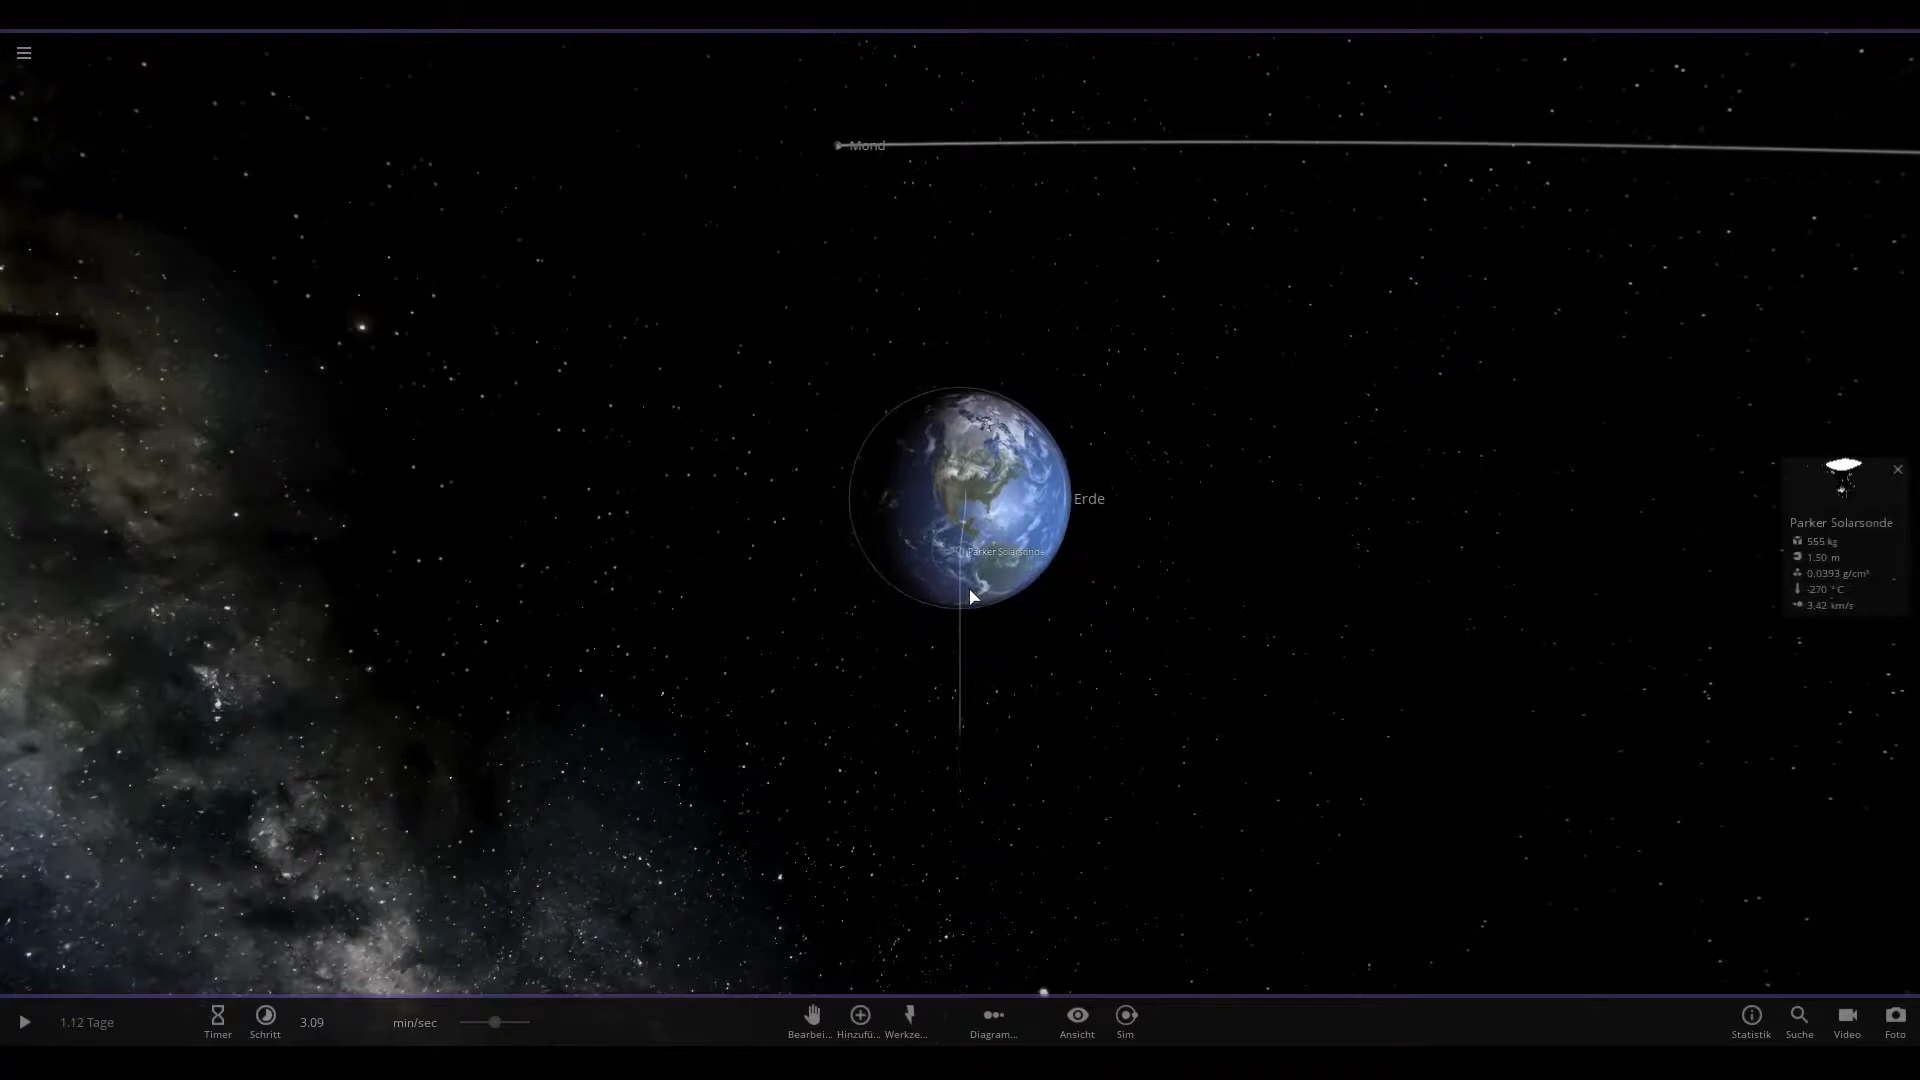 Mond
Erde
Parker Solarsonde
Parker Solarsonde
555 kg
1.50 m
0.0393 g/cm³
-270 °C
3.42 km/s
1.12 Tage
Timer
Schritt
3.09
min/sec
Bearbei...
Hinzufü...
Werkze...
Diagram...
Ansicht
Sim
Statistik
Suche
Video
Foto